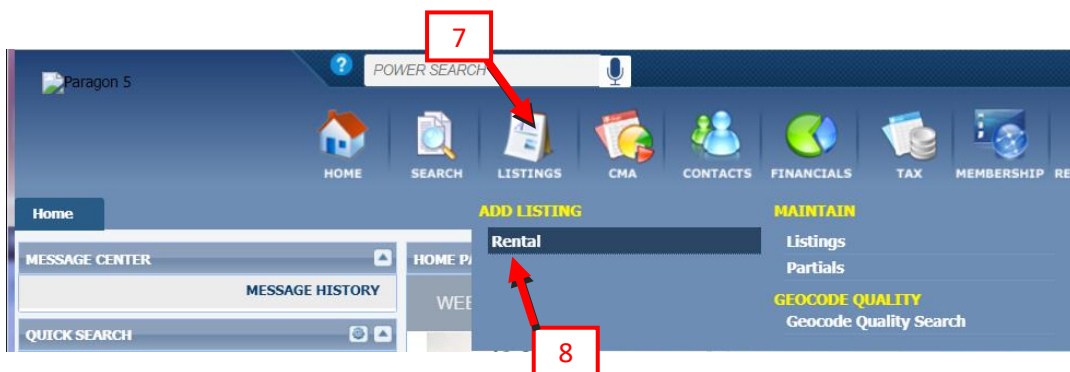 7
POWER SEARCH
Paragon 5
HOME SEARCH LISTINGS CMA CONTACTS FINANCIALS TAX MEMBERSHIP RE
Home
ADD LISTING
Rental
MAINTAIN
Listings
Partials
GEOCODE QUALITY
Geocode Quality Search
MESSAGE CENTER
MESSAGE HISTORY
QUICK SEARCH
HOME PA
WEE
8